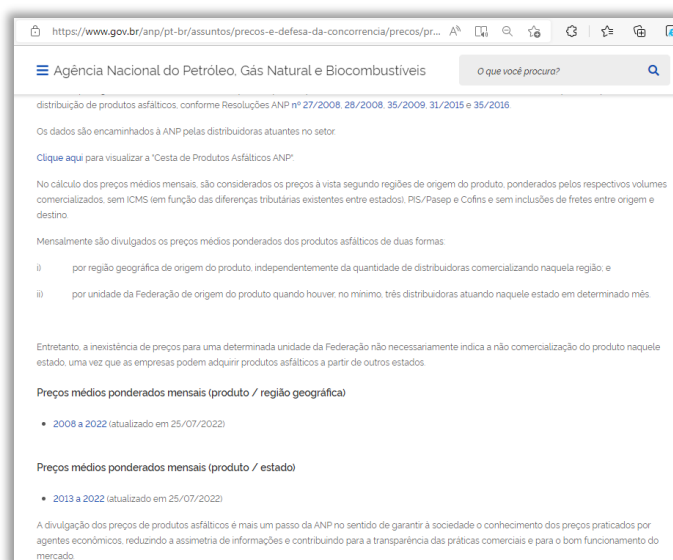 https://www.gov.br/anp/pt-br/assuntos/precos-e-defesa-da-concorrencia/precos/pr...
Agência Nacional do Petróleo, Gás Natural e Biocombustíveis
O que você procura?
distribuição de produtos asfálticos, conforme Resoluções ANP nº 27/2008, 28/2008, 35/2009, 31/2015 e 35/2016.
Os dados são encaminhados à ANP pelas distribuidoras atuantes no setor.
Clique aqui para visualizar a "Cesta de Produtos Asfálticos ANP".
No cálculo dos preços médios mensais, são considerados os preços à vista segundo regiões de origem do produto, ponderados pelos respectivos volumes
comercializados, sem ICMS (em função das diferenças tributárias existentes entre estados), PIS/Pasep e Cofins e sem inclusões de fretes entre origem e
destino.
Mensalmente são divulgados os preços médios ponderados dos produtos asfálticos de duas formas:
i) por região geográfica de origem do produto, independentemente da quantidade de distribuidoras comercializando naquela região; e
ii) por unidade da Federação de origem do produto quando houver, no mínimo, três distribuidoras atuando naquele estado em determinado mês.
Entretanto, a inexistência de preços para uma determinada unidade da Federação não necessariamente indica a não comercialização do produto naquele
estado, uma vez que as empresas podem adquirir produtos asfálticos a partir de outros estados.
Preços médios ponderados mensais (produto / região geográfica)
• 2008 a 2022 (atualizado em 25/07/2022)
Preços médios ponderados mensais (produto / estado)
• 2013 a 2022 (atualizado em 25/07/2022)
A divulgação dos preços de produtos asfálticos é mais um passo da ANP no sentido de garantir à sociedade o conhecimento dos preços praticados por
agentes econômicos, reduzindo a assimetria de informações e contribuindo para a transparência das práticas comerciais e para o bom funcionamento do
mercado.